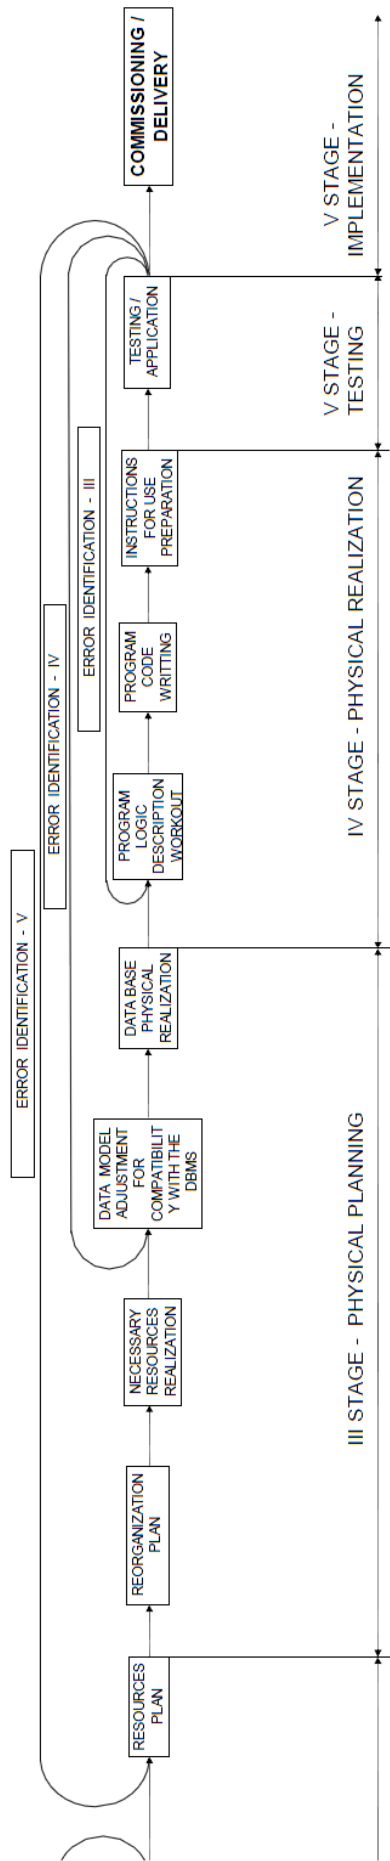 ERROR IDENTIFICATION - V
ERROR IDENTIFICATION - IV
ERROR IDENTIFICATION - III
RESOURCES
PLAN
REORGANIZATION
PLAN
NECESSARY
RESOURCES
REALIZATION
DATA MODEL
ADJUSTMENT
FOR
COMPATIBILIT
Y WITH THE
DBMS
DATA BASE
PHYSICAL
REALIZATION
PROGRAM
LOGIC
DESCRIPTION
WORKOUT
PROGRAM
CODE
WRITTING
INSTRUCTIONS
FOR USE
PREPARATION
TESTING /
APPLICATION
COMMISSIONING /
DELIVERY
III STAGE - PHYSICAL PLANNING
IV STAGE - PHYSICAL REALIZATION
V STAGE -
TESTING
V STAGE -
IMPLEMENTATION